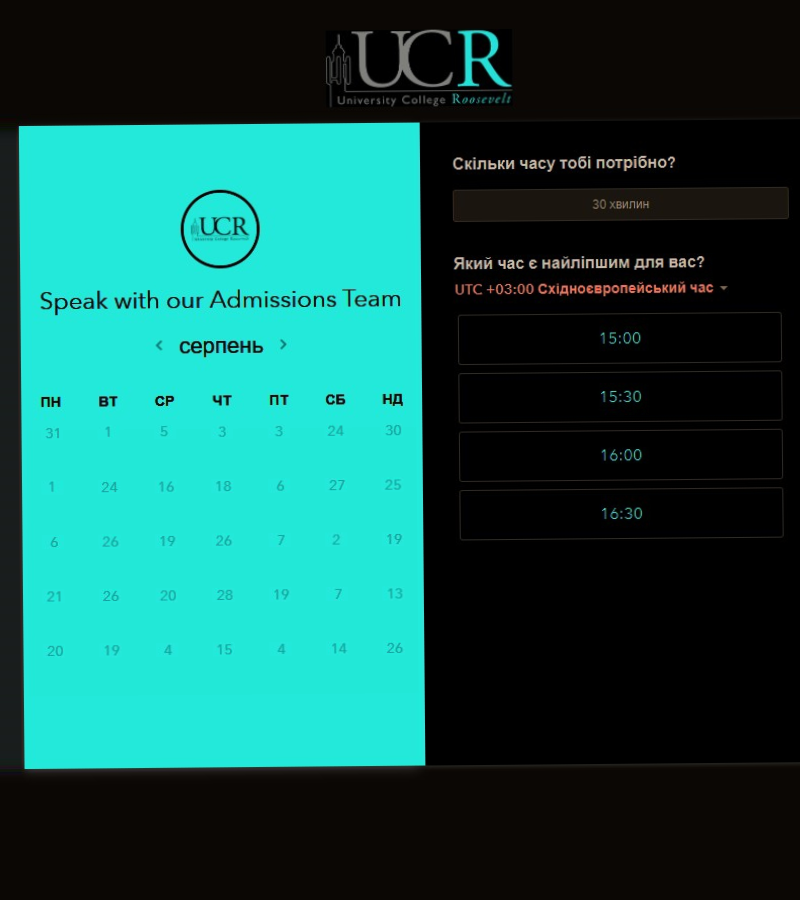 UCR
University College Roosevelt
UCR
University College Roosevelt
Speak with our Admissions Team
серпень
ПН ВТ СР ЧТ ПТ СБ НД
31 1 5 3 3 24 30
1 24 16 18 6 27 25
6 26 19 26 7 2 19
21 26 20 28 19 7 13
20 19 4 15 4 14 26
Скільки часу тобі потрібно?
30 хвилин
Який час є найліпшим для вас?
UTC +03:00 Східноєвропейський час
15:00
15:30
16:00
16:30